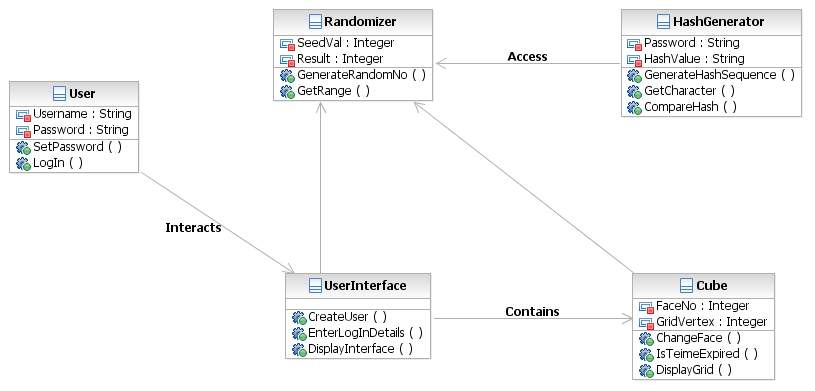 Randomizer
SeedVal : Integer
Result : Integer
GenerateRandomNo ( )
GetRange ( )
HashGenerator
Password : String
HashValue : String
GenerateHashSequence ( )
GetCharacter ( )
CompareHash ( )
Access
User
Username : String
Password : String
SetPassword ( )
LogIn ( )
Interacts
UserInterface
CreateUser ( )
EnterLogInDetails ( )
DisplayInterface ( )
Contains
Cube
FaceNo : Integer
GridVertex : Integer
ChangeFace ( )
IsTeimeExpired ( )
DisplayGrid ( )